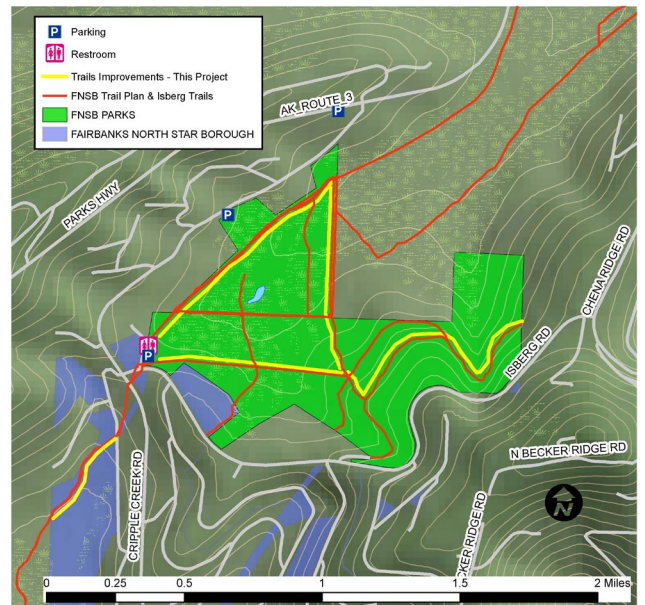 P Parking
Restroom
Trails Improvements - This Project
FNSB Trail Plan & Isberg Trails
FNSB PARKS
FAIRBANKS NORTH STAR BOROUGH
AK_ROUTE_3
P
PARKS HWY
P
CHENA RIDGE RD
ISBERG RD
P
CRIPPLE CREEK RD
N BECKER RIDGE RD
CKER RIDGE RD
N
0 0.25 0.5 1 1.5 2 Miles